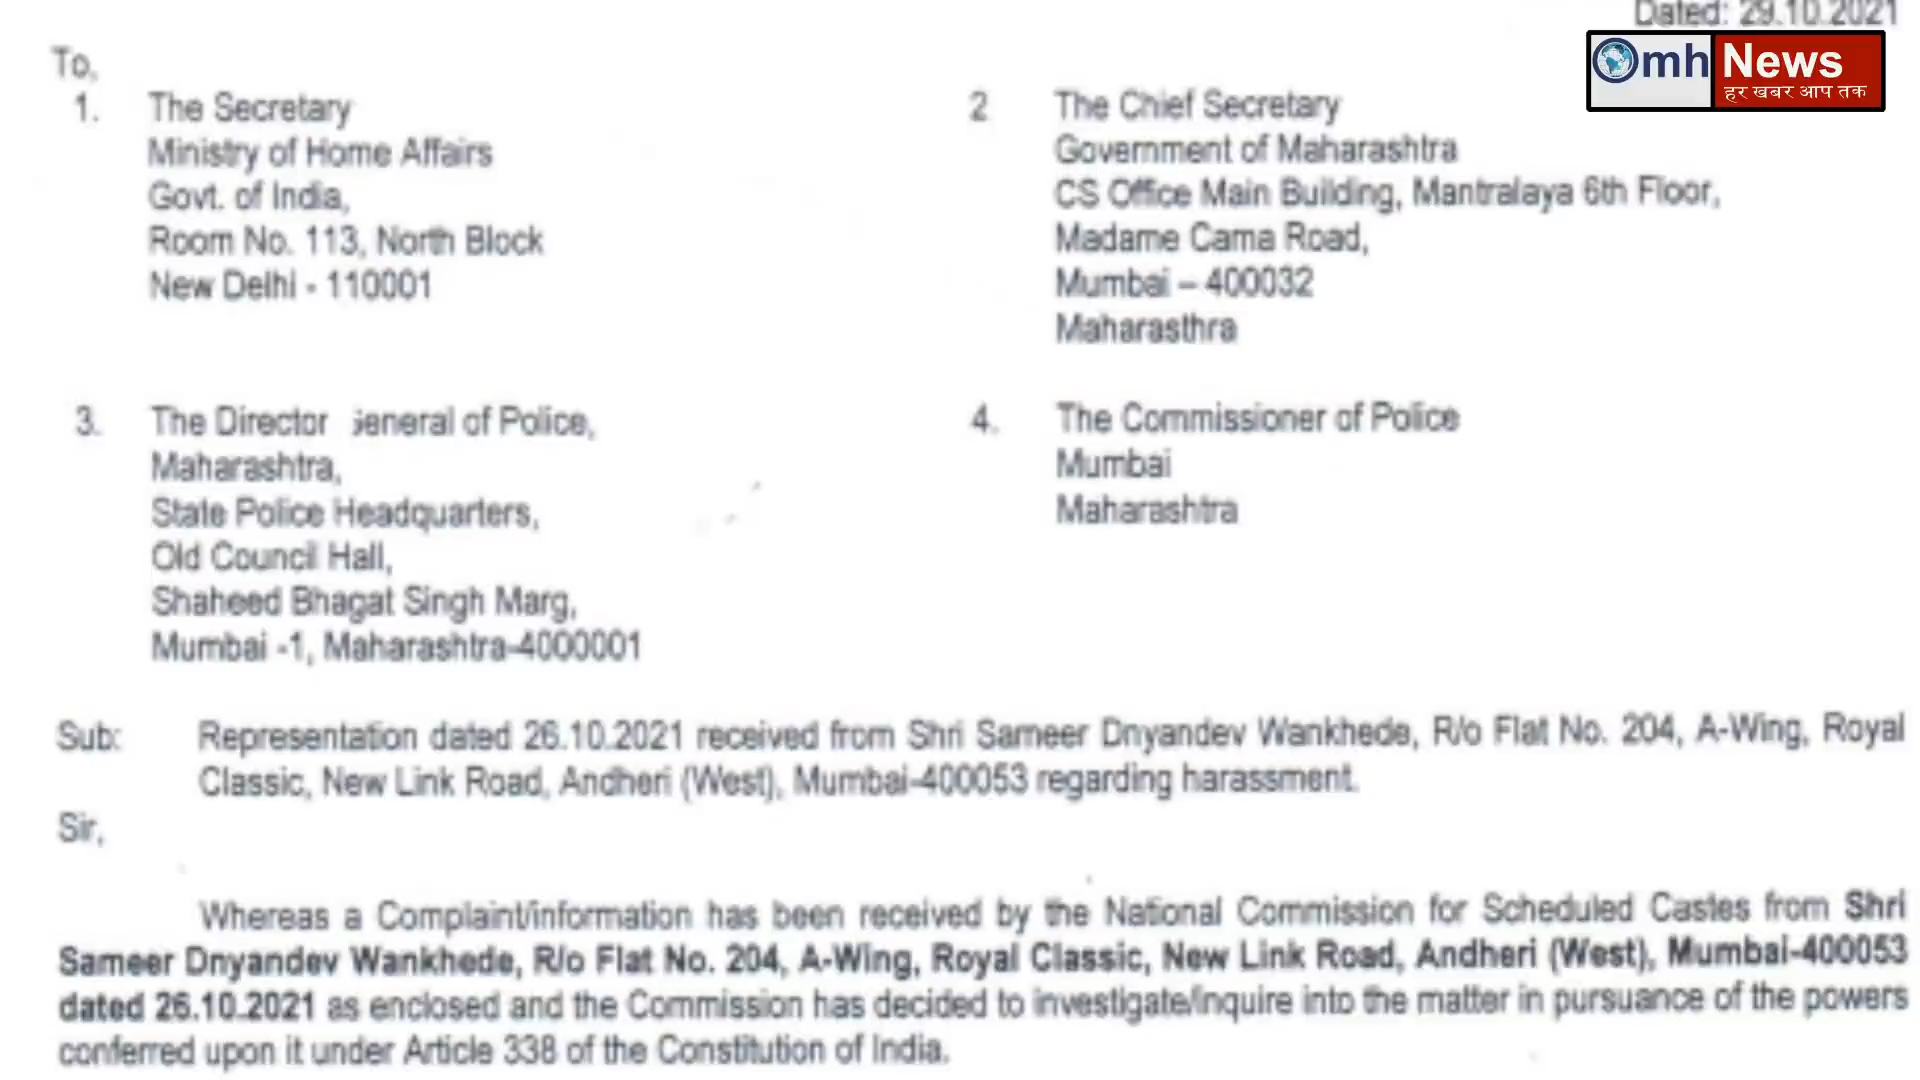 Dated: 29.10.2021
Omh News
हर खबर आप तक
To,
1. The Secretary
Ministry of Home Affairs
Govt. of India,
Room No. 113, North Block
New Delhi - 110001
2 The Chief Secretary
Government of Maharashtra
CS Office Main Building, Mantralaya 6th Floor,
Madame Cama Road,
Mumbai – 400032
Maharasthra
3. The Director General of Police,
Maharashtra,
State Police Headquarters,
Old Council Hall,
Shaheed Bhagat Singh Marg,
Mumbai -1, Maharashtra-4000001
4. The Commissioner of Police
Mumbai
Maharashtra
Sub: Representation dated 26.10.2021 received from Shri Sameer Dnyandev Wankhede, R/o Flat No. 204, A-Wing, Royal
Classic, New Link Road, Andheri (West), Mumbai-400053 regarding harassment.
Sir,
Whereas a Complaint/information has been received by the National Commission for Scheduled Castes from Shri
Sameer Dnyandev Wankhede, R/o Flat No. 204, A-Wing, Royal Classic, New Link Road, Andheri (West), Mumbai-400053
dated 26.10.2021 as enclosed and the Commission has decided to investigate/inquire into the matter in pursuance of the powers
conferred upon it under Article 338 of the Constitution of India.